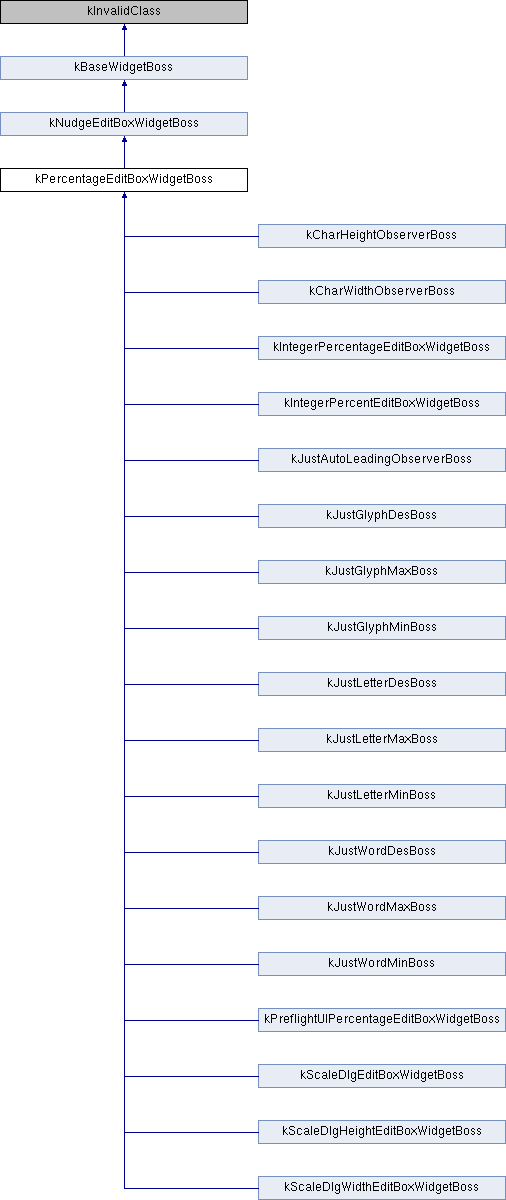 kInvalidClass
kBaseWidgetBoss
kNudgeEditBoxWidgetBoss
kPercentageEditBoxWidgetBoss
kCharHeightObserverBoss
kCharWidthObserverBoss
kIntegerPercentageEditBoxWidgetBoss
kIntegerPercentEditBoxWidgetBoss
kJustAutoLeadingObserverBoss
kJustGlyphDesBoss
kJustGlyphMaxBoss
kJustGlyphMinBoss
kJustLetterDesBoss
kJustLetterMaxBoss
kJustLetterMinBoss
kJustWordDesBoss
kJustWordMaxBoss
kJustWordMinBoss
kPreflightUIPercentageEditBoxWidgetBoss
kScaleDlgEditBoxWidgetBoss
kScaleDlgHeightEditBoxWidgetBoss
kScaleDlgWidthEditBoxWidgetBoss